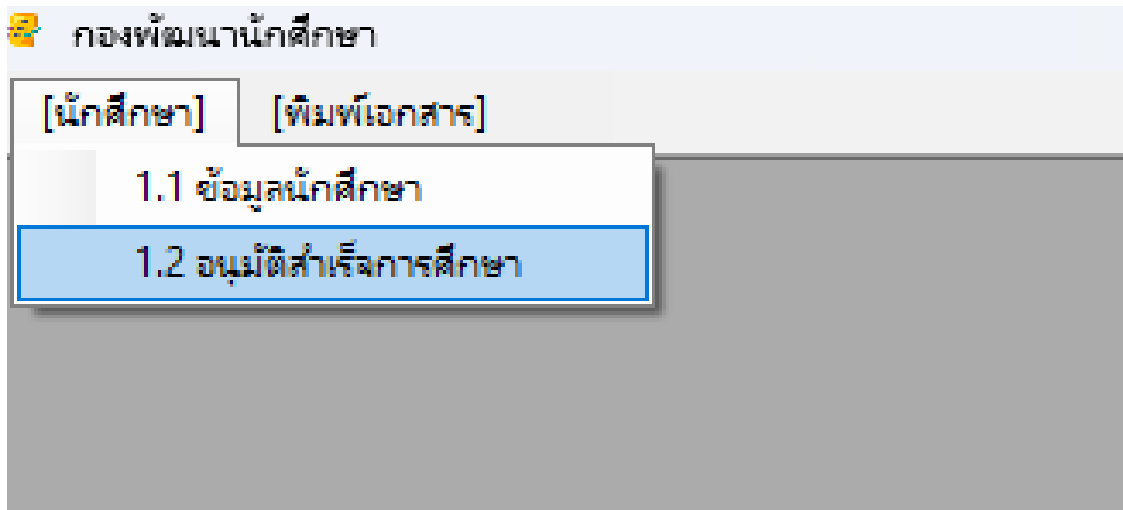 กองพัฒนานักศึกษา
[นักศึกษา] [พิมพ์เอกสาร]
1.1 ข้อมูลนักศึกษา
1.2 อนุมัติสำเร็จการศึกษา